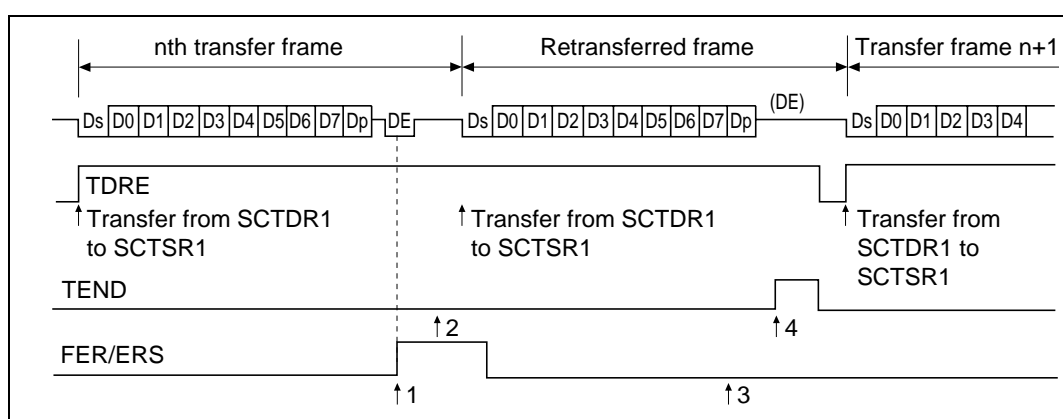 nth transfer frame
Retransferred frame
Transfer frame n+1
Ds D0 D1 D2 D3 D4 D5 D6 D7 Dp DE
Ds D0 D1 D2 D3 D4 D5 D6 D7 Dp
(DE)
Ds D0 D1 D2 D3 D4
TDRE
Transfer from SCTDR1
to SCTSR1
Transfer from SCTDR1
to SCTSR1
Transfer from
SCTDR1 to
SCTSR1
TEND
2
4
FER/ERS
1
3